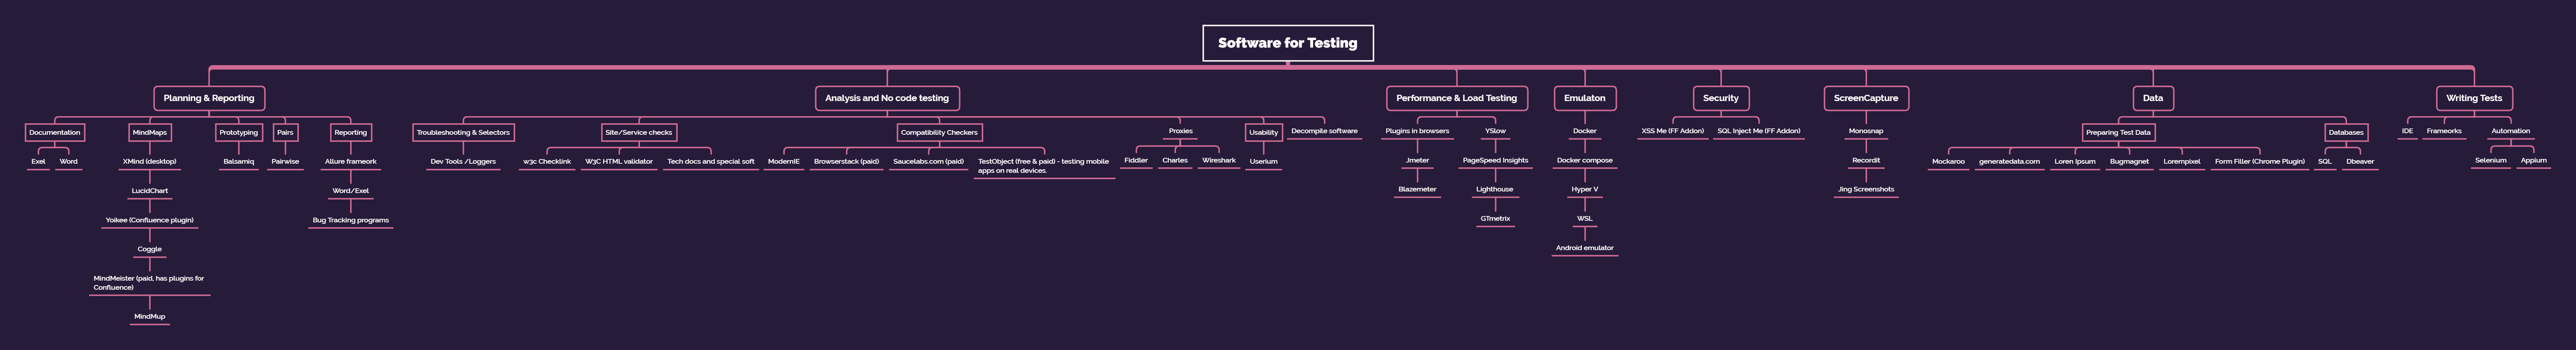 Software for Testing
Planning & Reporting
Analysis and No code testing
Performance & Load Testing
Emulaton
Security
ScreenCapture
Data
Writing Tests
Documentation
MindMaps
Prototyping
Pairs
Reporting
Troubleshooting & Selectors
Site/Service checks
Compatibility Checkers
Proxies
Usability
Decompile software
Plugins in browsers
YSlow
Docker
XSS Me (FF Addon)
SQL Inject Me (FF Addon)
Monosnap
Preparing Test Data
Databases
IDE
Frameorks
Automation
Exel
Word
XMind (desktop)
Balsamiq
Pairwise
Allure frameork
Dev Tools /Loggers
w3c Checklink
W3C HTML validator
Tech docs and special soft
ModernIE
Browserstack (paid)
Saucelabs.com (paid)
TestObject (free & paid) - testing mobile
apps on real devices.
Fiddler
Charles
Wireshark
Userium
Jmeter
PageSpeed Insights
Docker compose
Recordit
Mockaroo
generatedata.com
Loren Ipsum
Bugmagnet
Lorempixel
Form Filler (Chrome Plugin)
SQL
Dbeaver
Selenium
Appium
LucidChart
Word/Exel
Blazemeter
Lighthouse
Hyper V
Jing Screenshots
Yoikee (Confluence plugin)
Bug Tracking programs
GTmetrix
WSL
Coggle
Android emulator
MindMeister (paid, has plugins for
Confluence)
MindMup